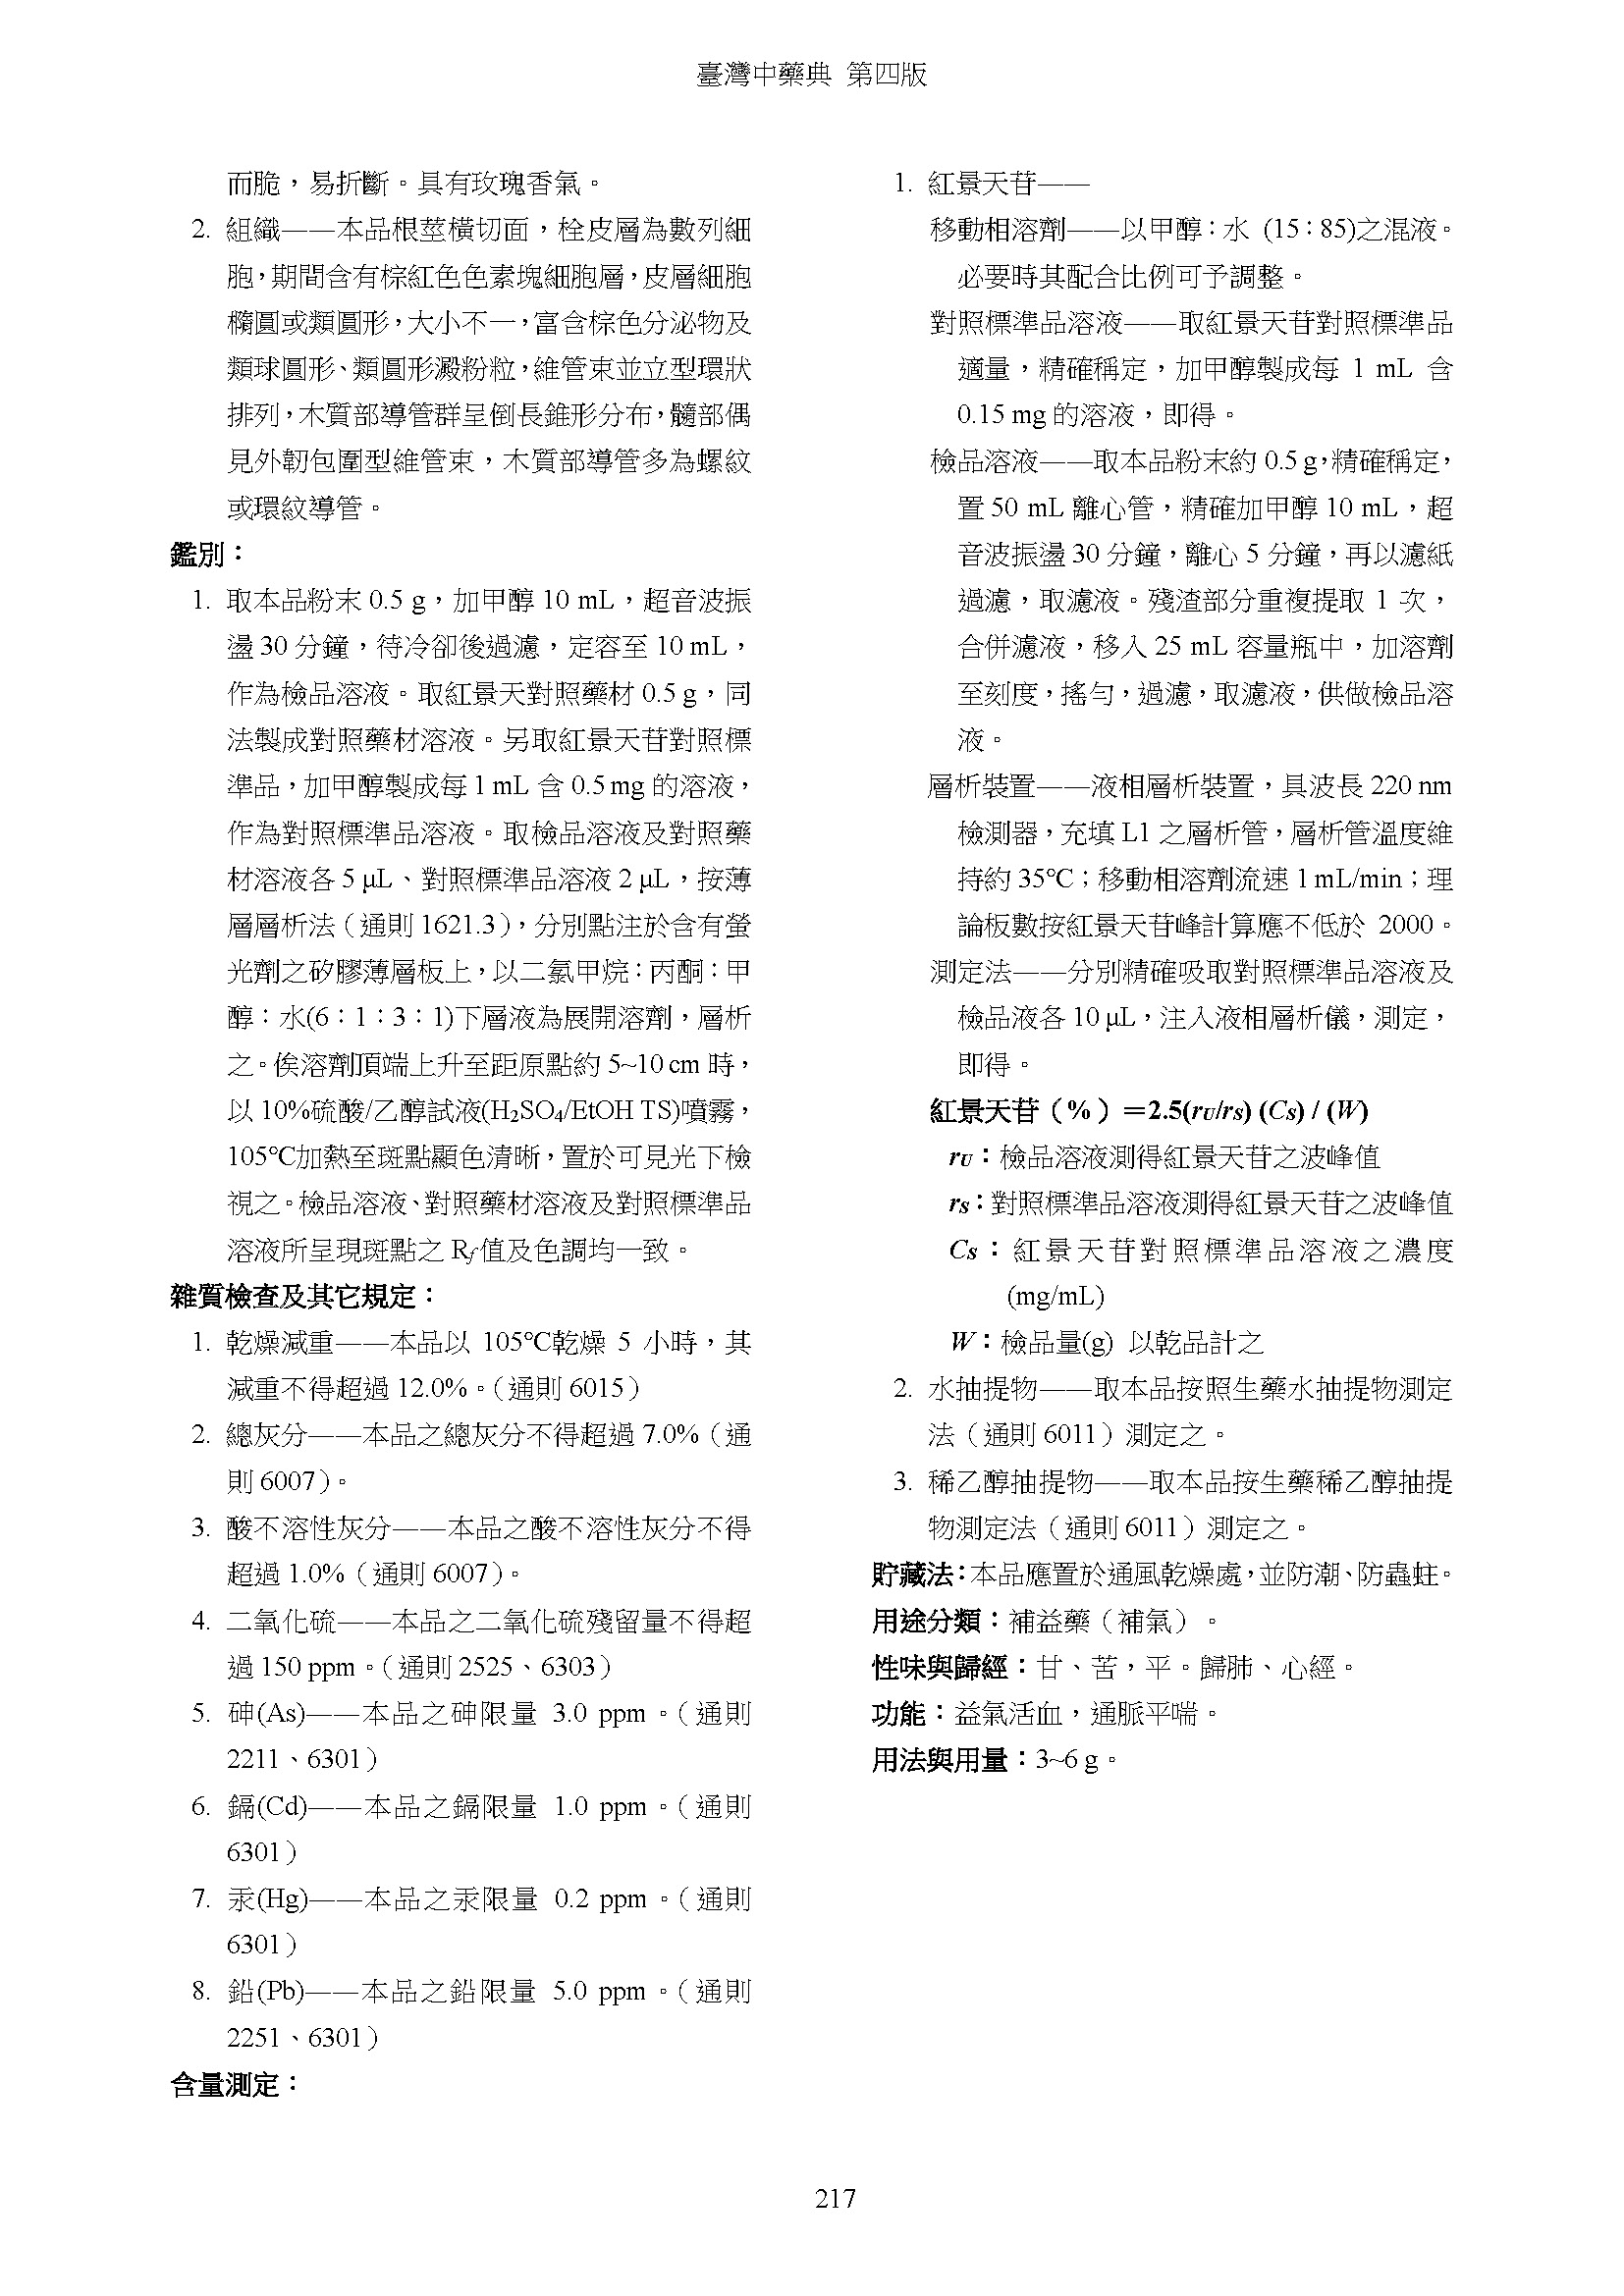 臺灣中藥典 第四版
而脆，易折斷。具有玫瑰香氣。
2. 組織——本品根莖橫切面，栓皮層為數列細
胞，期間含有棕紅色色素塊細胞層，皮層細胞
橢圓或類圓形，大小不一，富含棕色分泌物及
類球圓形、類圓形澱粉粒，維管束並立型環狀
排列，木質部導管群呈倒長錐形分布，髓部偶
見外韌包圍型維管束，木質部導管多為螺紋
或環紋導管。
鑑別：
1. 取本品粉末 0.5 g，加甲醇 10 mL，超音波振
盪 30 分鐘，待冷卻後過濾，定容至 10 mL，
作為檢品溶液。取紅景天對照藥材 0.5 g，同
法製成對照藥材溶液。另取紅景天苷對照標
準品，加甲醇製成每 1 mL 含 0.5 mg 的溶液，
作為對照標準品溶液。取檢品溶液及對照藥
材溶液各 5 μL、對照標準品溶液 2 μL，按薄
層層析法（通則 1621.3），分別點注於含有螢
光劑之矽膠薄層板上，以二氯甲烷：丙酮：甲
醇：水(6：1：3：1)下層液為展開溶劑，層析
之。俟溶劑頂端上升至距原點約 5~10 cm 時，
以 10%硫酸/乙醇試液(H₂SO₄/EtOH TS)噴霧，
105℃加熱至斑點顯色清晰，置於可見光下檢
視之。檢品溶液、對照藥材溶液及對照標準品
溶液所呈現斑點之 Rf 值及色調均一致。
雜質檢查及其它規定：
1. 乾燥減重——本品以 105℃乾燥 5 小時，其
減重不得超過 12.0%。（通則 6015）
2. 總灰分——本品之總灰分不得超過 7.0%（通
則 6007）。
3. 酸不溶性灰分——本品之酸不溶性灰分不得
超過 1.0%（通則 6007）。
4. 二氧化硫——本品之二氧化硫殘留量不得超
過 150 ppm。（通則 2525、6303）
5. 砷(As)——本品之砷限量 3.0 ppm。（通則
2211、6301）
6. 鎘(Cd)——本品之鎘限量 1.0 ppm。（通則
6301）
7. 汞(Hg)——本品之汞限量 0.2 ppm。（通則
6301）
8. 鉛(Pb)——本品之鉛限量 5.0 ppm。（通則
2251、6301）
含量測定：
1. 紅景天苷——
移動相溶劑——以甲醇：水 (15：85)之混液。
必要時其配合比例可予調整。
對照標準品溶液——取紅景天苷對照標準品
適量，精確稱定，加甲醇製成每 1 mL 含
0.15 mg 的溶液，即得。
檢品溶液——取本品粉末約 0.5 g，精確稱定，
置 50 mL 離心管，精確加甲醇 10 mL，超
音波振盪 30 分鐘，離心 5 分鐘，再以濾紙
過濾，取濾液。殘渣部分重複提取 1 次，
合併濾液，移入 25 mL 容量瓶中，加溶劑
至刻度，搖勻，過濾，取濾液，供做檢品溶
液。
層析裝置——液相層析裝置，具波長 220 nm
檢測器，充填 L1 之層析管，層析管溫度維
持約 35℃；移動相溶劑流速 1 mL/min；理
論板數按紅景天苷峰計算應不低於 2000。
測定法——分別精確吸取對照標準品溶液及
檢品液各 10 μL，注入液相層析儀，測定，
即得。
紅景天苷（%）＝2.5(rU/rS) (CS) / (W)
rU：檢品溶液測得紅景天苷之波峰值
rS：對照標準品溶液測得紅景天苷之波峰值
CS：紅景天苷對照標準品溶液之濃度
(mg/mL)
W：檢品量(g) 以乾品計之
2. 水抽提物——取本品按照生藥水抽提物測定
法（通則 6011）測定之。
3. 稀乙醇抽提物——取本品按生藥稀乙醇抽提
物測定法（通則 6011）測定之。
貯藏法：本品應置於通風乾燥處，並防潮、防蟲蛀。
用途分類：補益藥（補氣）。
性味與歸經：甘、苦，平。歸肺、心經。
功能：益氣活血，通脈平喘。
用法與用量：3~6 g。
217